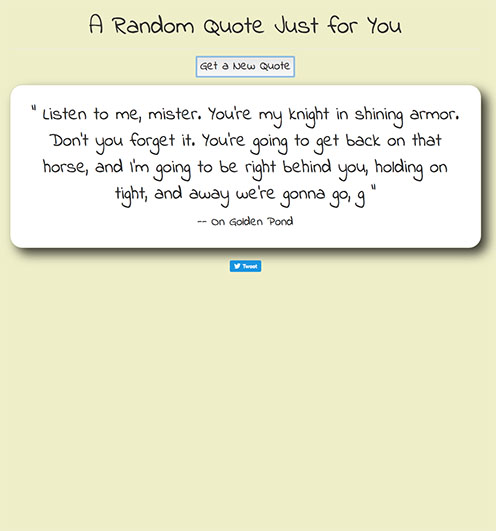 A Random Quote Just for You
Get a New Quote
" Listen to me, mister. You're my knight in shining armor.
Don't you forget it. You're going to get back on that
horse, and I'm going to be right behind you, holding on
tight, and away we're gonna go, g "
-- On Golden Pond
Tweet